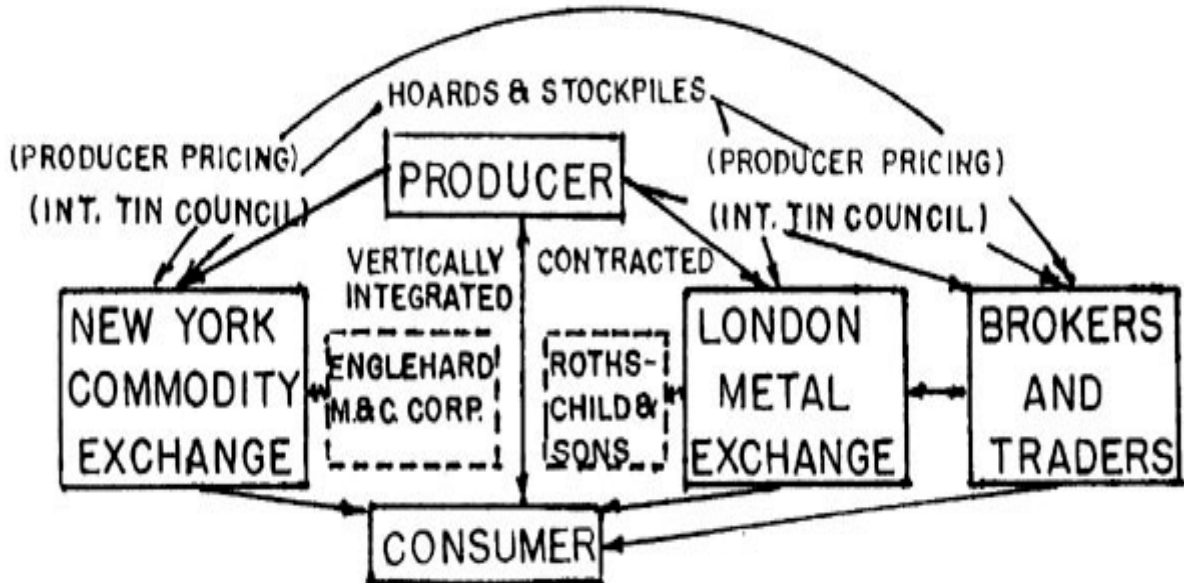 HOARDS & STOCKPILES
(PRODUCER PRICING)
(INT. TIN COUNCIL)
PRODUCER
(PRODUCER PRICING)
(INT. TIN COUNCIL)
VERTICALLY
INTEGRATED
CONTRACTED
NEW YORK
COMMODITY
EXCHANGE
ENGLEHARD
M.& C. CORP.
ROTHS-
CHILD &
SONS
LONDON
METAL
EXCHANGE
BROKERS
AND
TRADERS
CONSUMER